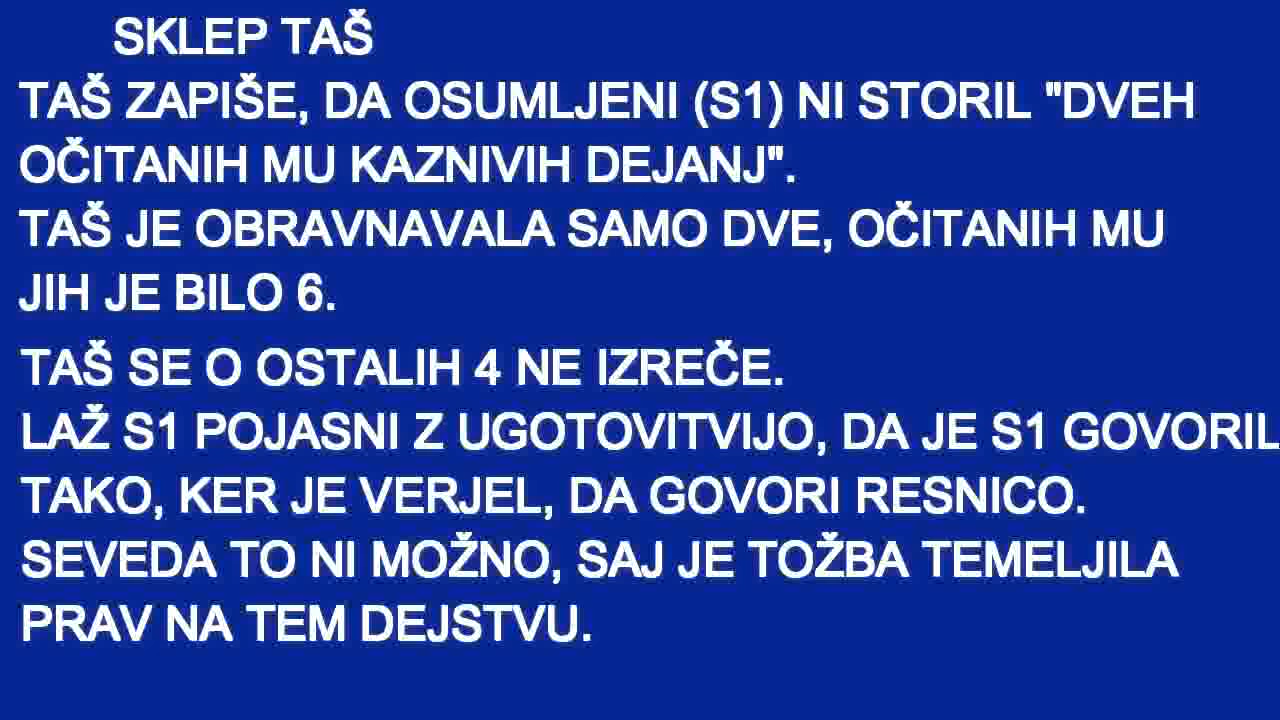 SKLEP TAŠ
TAŠ ZAPIŠE, DA OSUMLJENI (S1) NI STORIL "DVEH
OČITANIH MU KAZNIVIH DEJANJ".
TAŠ JE OBRAVNAVALA SAMO DVE, OČITANIH MU
JIH JE BILO 6.
TAŠ SE O OSTALIH 4 NE IZREČE.
LAŽ S1 POJASNI Z UGOTOVITVIJO, DA JE S1 GOVORIL
TAKO, KER JE VERJEL, DA GOVORI RESNICO.
SEVEDA TO NI MOŽNO, SAJ JE TOŽBA TEMELJILA
PRAV NA TEM DEJSTVU.